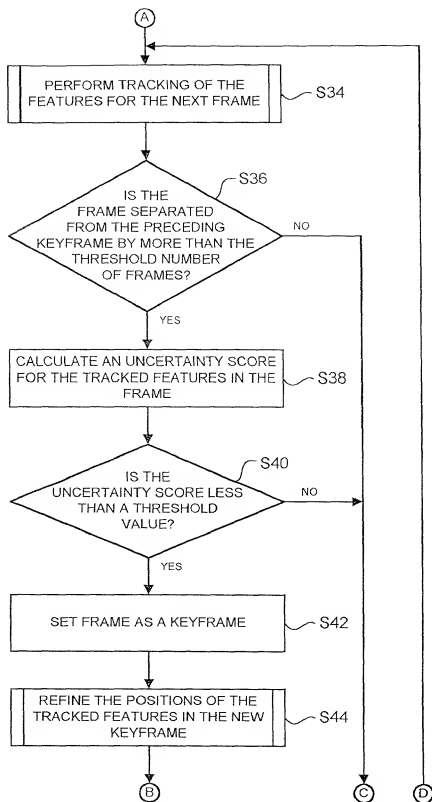 A
PERFORM TRACKING OF THE
FEATURES FOR THE NEXT FRAME
S34
S36
IS THE
FRAME SEPARATED
FROM THE PRECEDING
KEYFRAME BY MORE THAN THE
THRESHOLD NUMBER
OF FRAMES?
NO
YES
CALCULATE AN UNCERTAINTY SCORE
FOR THE TRACKED FEATURES IN THE
FRAME
S38
S40
IS THE
UNCERTAINTY SCORE LESS
THAN A THRESHOLD
VALUE?
NO
YES
SET FRAME AS A KEYFRAME
S42
REFINE THE POSITIONS OF THE
TRACKED FEATURES IN THE NEW
KEYFRAME
S44
B
C
D